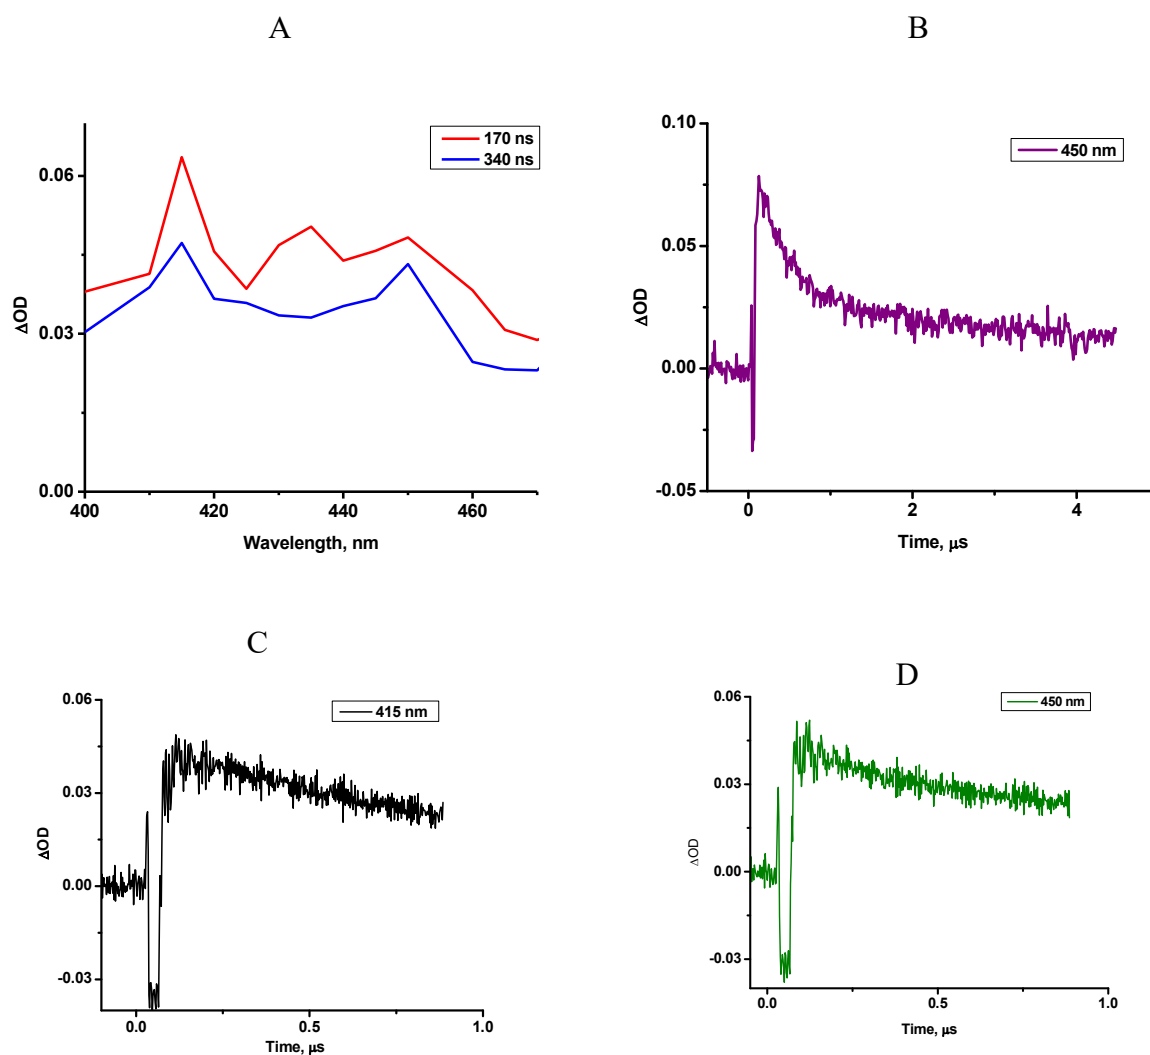 A
170 ns
340 ns
0.06
0.03
0.00
400
420
440
460
ΔOD
Wavelength, nm
B
450 nm
0.10
0.05
0.00
-0.05
0
2
4
ΔOD
Time, μs
C
415 nm
0.06
0.03
0.00
-0.03
0.0
0.5
1.0
ΔOD
Time, μs
D
450 nm
0.06
0.03
0.00
-0.03
0.0
0.5
1.0
ΔOD
Time, μs